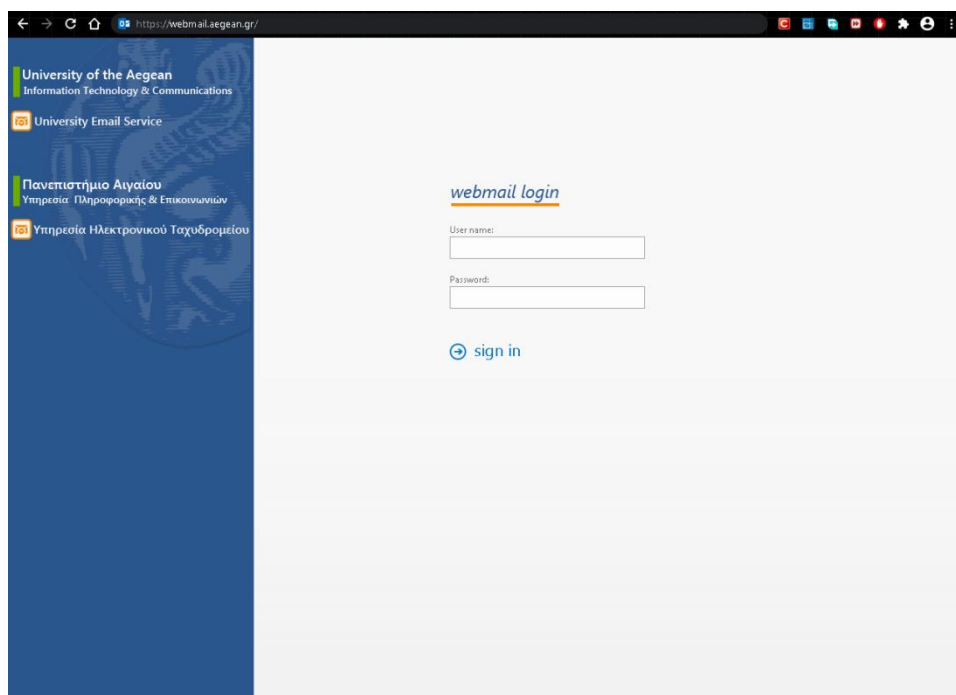 https://webmail.aegean.gr/
University of the Aegean
Information Technology & Communications
University Email Service
Πανεπιστήμιο Αιγαίου
Υπηρεσία Πληροφορικής & Επικοινωνιών
Υπηρεσία Ηλεκτρονικού Ταχυδρομείου
webmail login
User name:
Password:
sign in